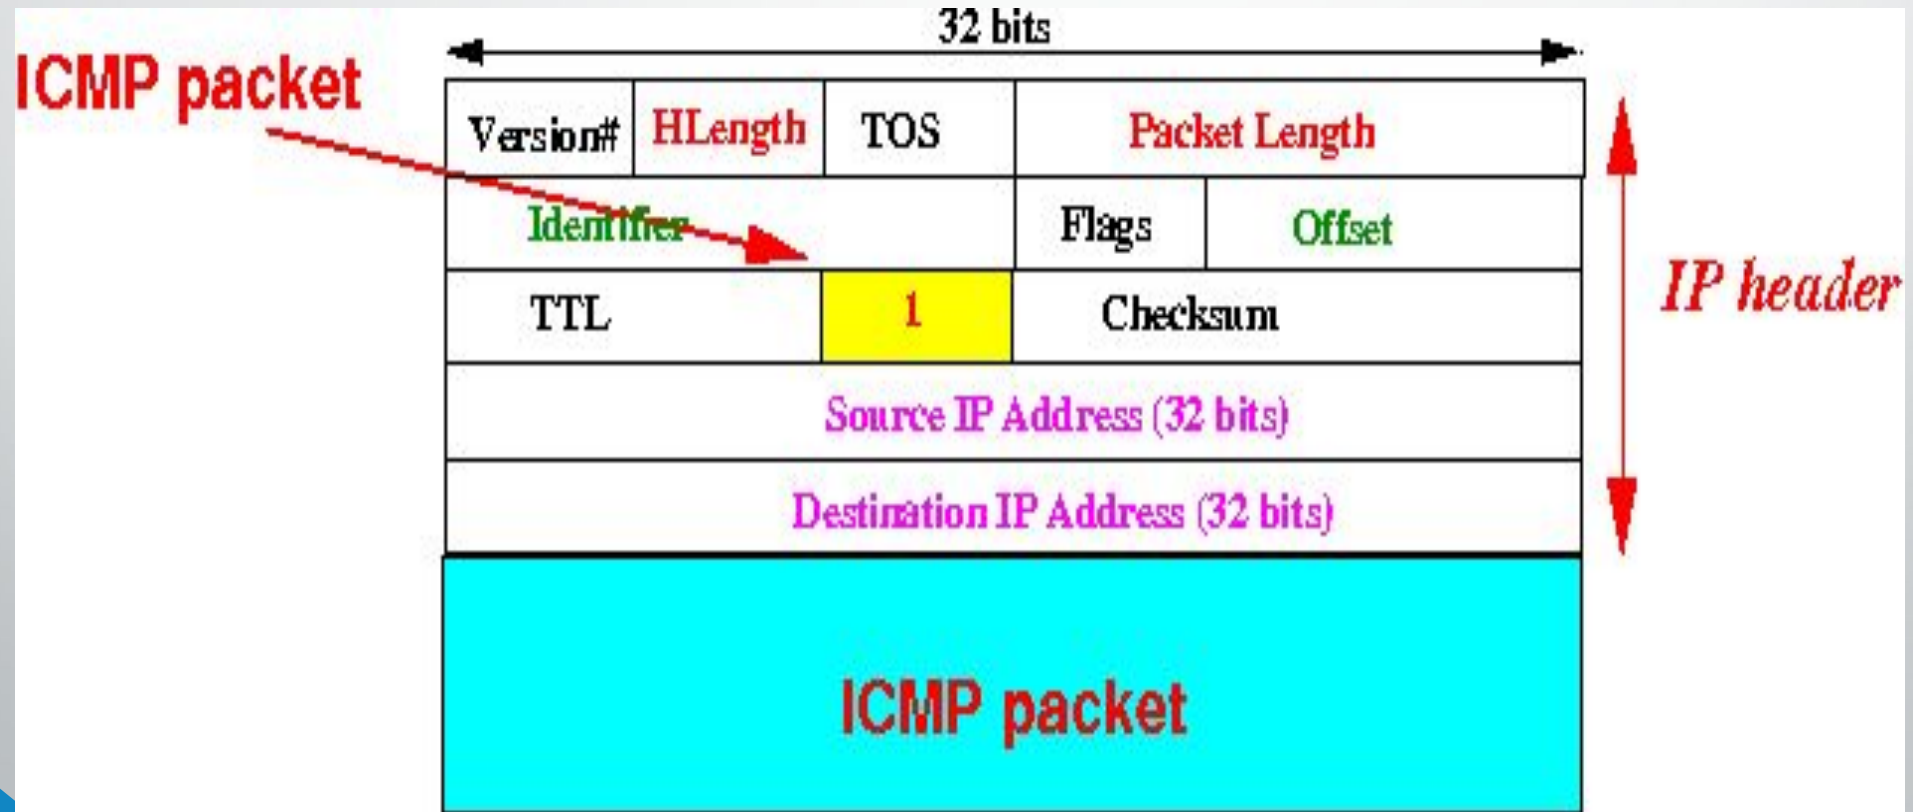 32 bits
ICMP packet
Version# HLength TOS Packet Length
Identifier Flags Offset
TTL 1 Checksum
IP header
Source IP Address (32 bits)
Destination IP Address (32 bits)
ICMP packet